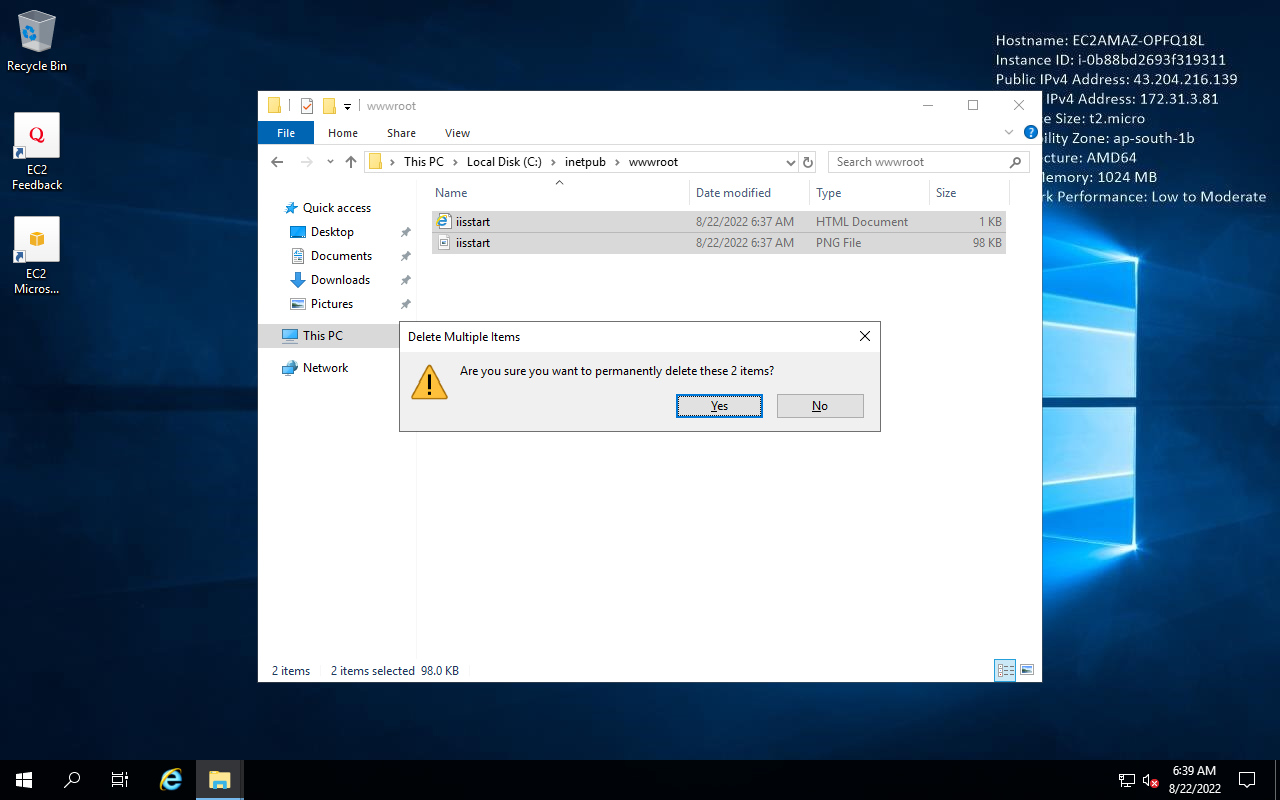 Recycle Bin
EC2
Feedback
EC2
Micros...
Hostname: EC2AMAZ-OPFQ18L
Instance ID: i-0b88bd2693f319311
Public IPv4 Address: 43.204.216.139
IPv4 Address: 172.31.3.81
e Size: t2.micro
bility Zone: ap-south-1b
ecture: AMD64
Memory: 1024 MB
rk Performance: Low to Moderate
wwwroot
File Home Share View
This PC Local Disk (C:) inetpub wwwroot
Search wwwroot
Name Date modified Type Size
iisstart 8/22/2022 6:37 AM HTML Document 1 KB
iisstart 8/22/2022 6:37 AM PNG File 98 KB
Quick access
Desktop
Documents
Downloads
Pictures
This PC
Network
Delete Multiple Items
Are you sure you want to permanently delete these 2 items?
Yes No
2 items 2 items selected 98.0 KB
6:39 AM
8/22/2022